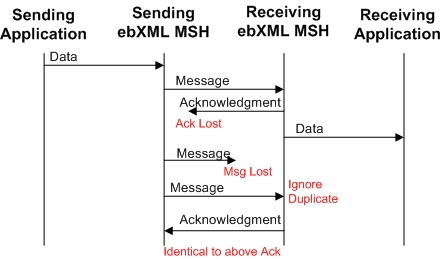 Sending Application
Sending ebXML MSH
Receiving ebXML MSH
Receiving Application
Data
Message
Acknowledgment
Ack Lost
Data
Message
Msg Lost
Message
Ignore Duplicate
Acknowledgment
Identical to above Ack